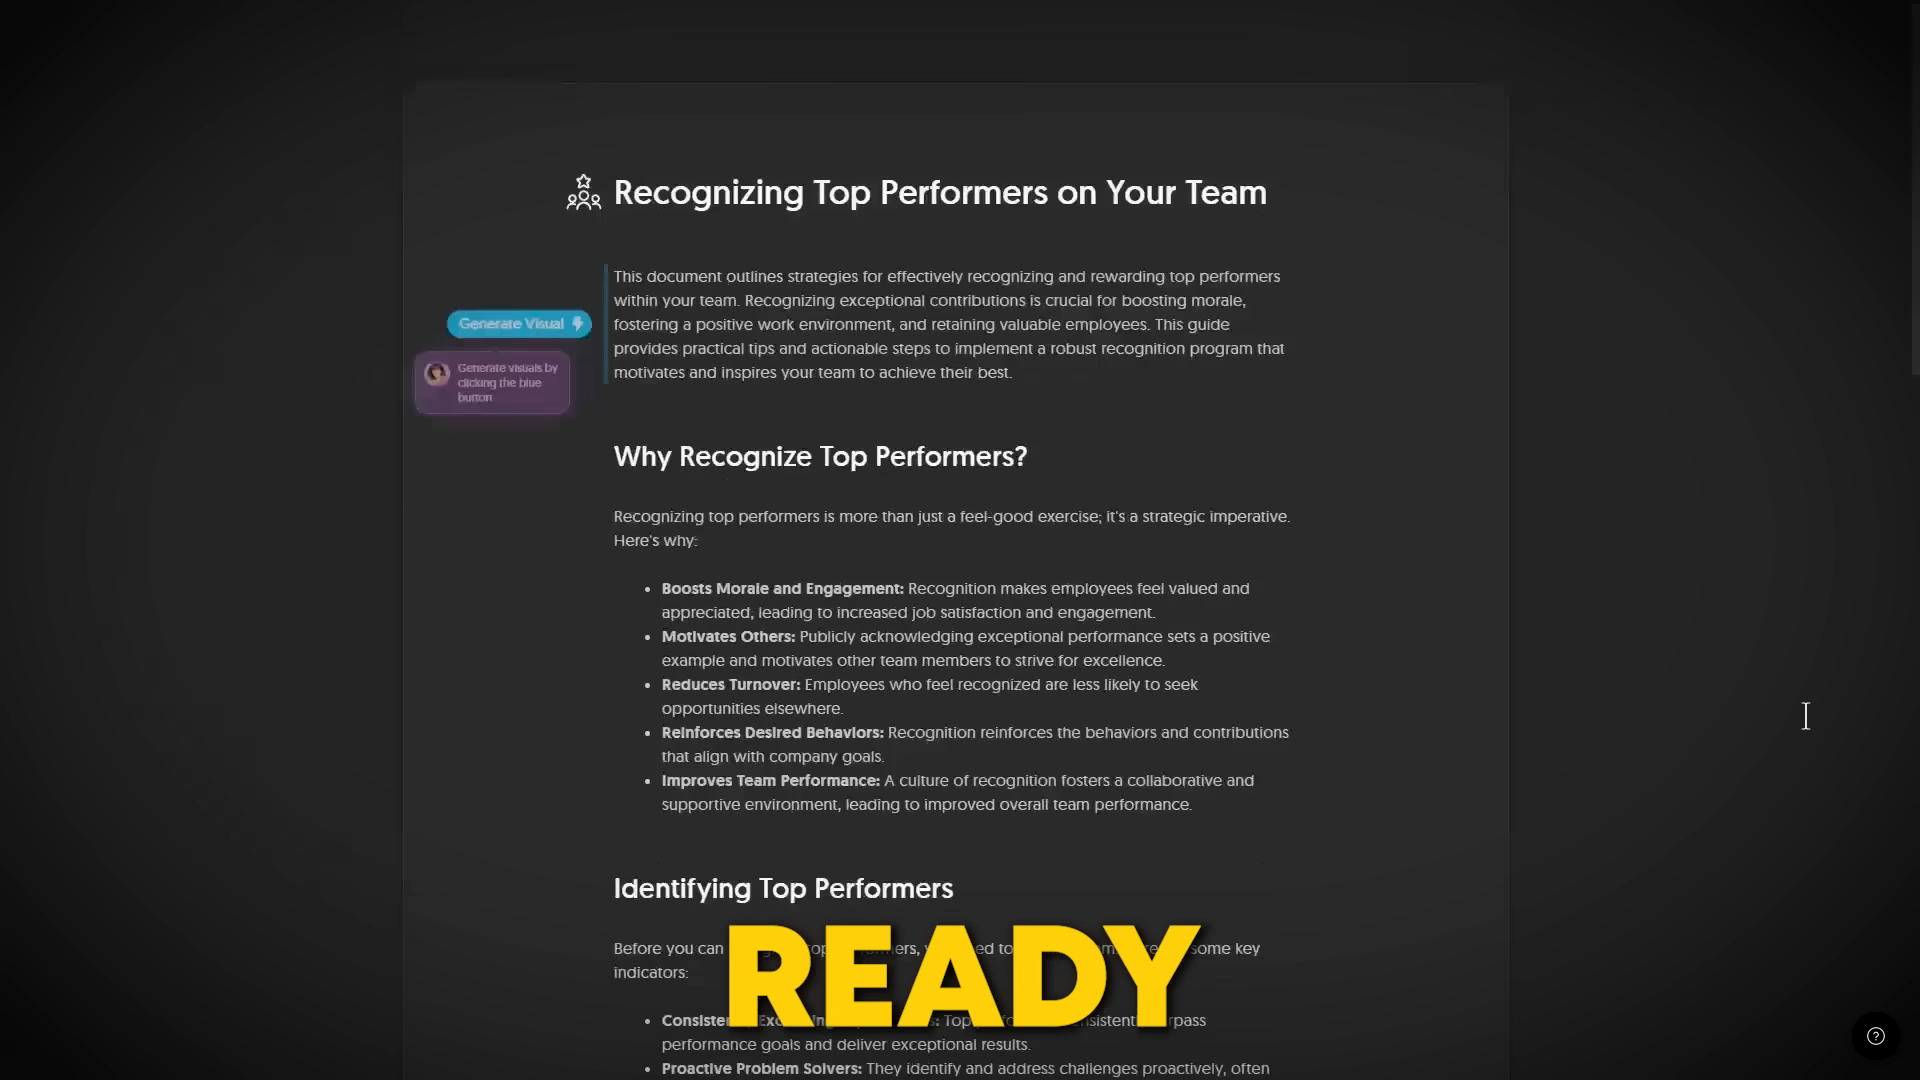 Recognizing Top Performers on Your Team
This document outlines strategies for effectively recognizing and rewarding top performers
within your team. Recognizing exceptional contributions is crucial for boosting morale,
fostering a positive work environment, and retaining valuable employees. This guide
provides practical tips and actionable steps to implement a robust recognition program that
motivates and inspires your team to achieve their best.
Generate Visual
Generate visuals by
clicking the blue
button
Why Recognize Top Performers?
Recognizing top performers is more than just a feel-good exercise; it's a strategic imperative.
Here's why:
• Boosts Morale and Engagement: Recognition makes employees feel valued and
appreciated, leading to increased job satisfaction and engagement.
• Motivates Others: Publicly acknowledging exceptional performance sets a positive
example and motivates other team members to strive for excellence.
• Reduces Turnover: Employees who feel recognized are less likely to seek
opportunities elsewhere.
• Reinforces Desired Behaviors: Recognition reinforces the behaviors and contributions
that align with company goals.
• Improves Team Performance: A culture of recognition fosters a collaborative and
supportive environment, leading to improved overall team performance.
Identifying Top Performers
Before you can some key
indicators:
READY
• Top
performance goals and deliver exceptional results.
• Proactive Problem Solvers: They identify and address challenges proactively, often
?